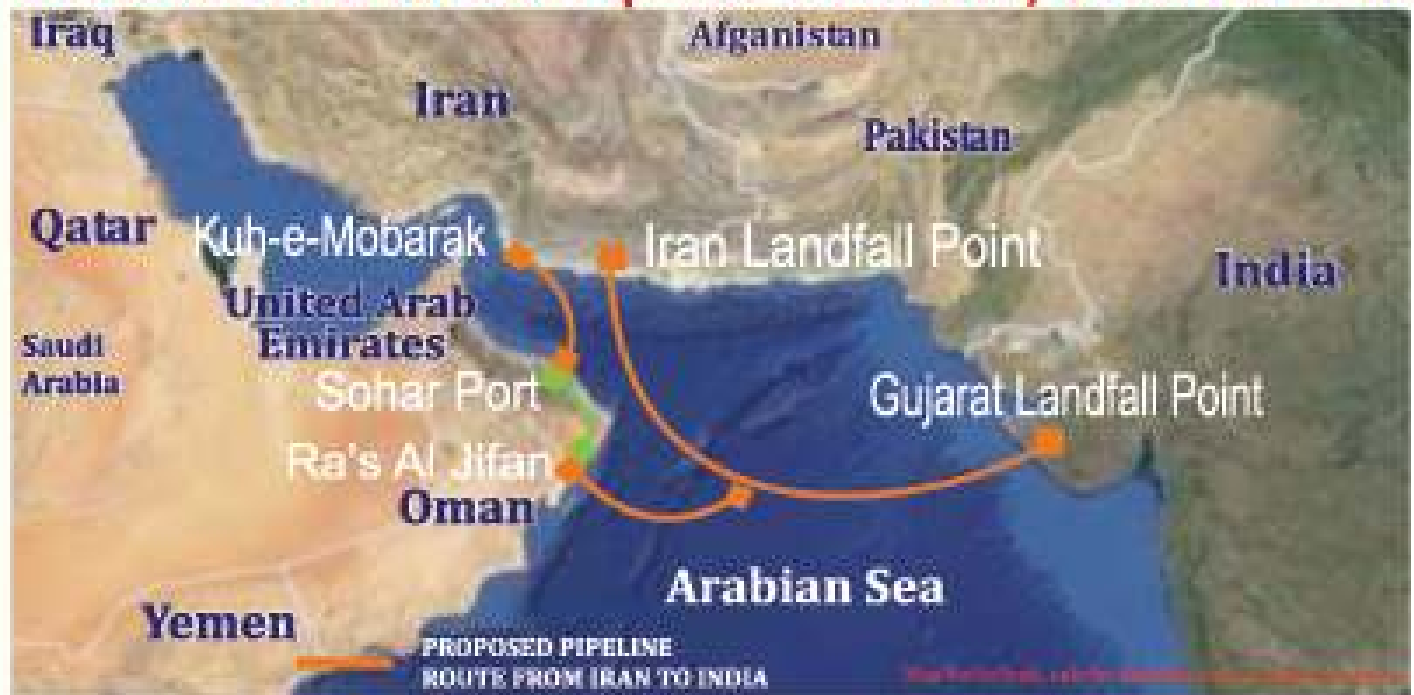 Iraq
Afganistan
Iran
Pakistan
Qatar
Kuh-e-Mobarak
Iran Landfall Point
India
United Arab
Emirates
Saudi
Arabia
Sohar Port
Gujarat Landfall Point
Ra's Al Jifan
Oman
Arabian Sea
Yemen
PROPOSED PIPELINE
ROUTE FROM IRAN TO INDIA